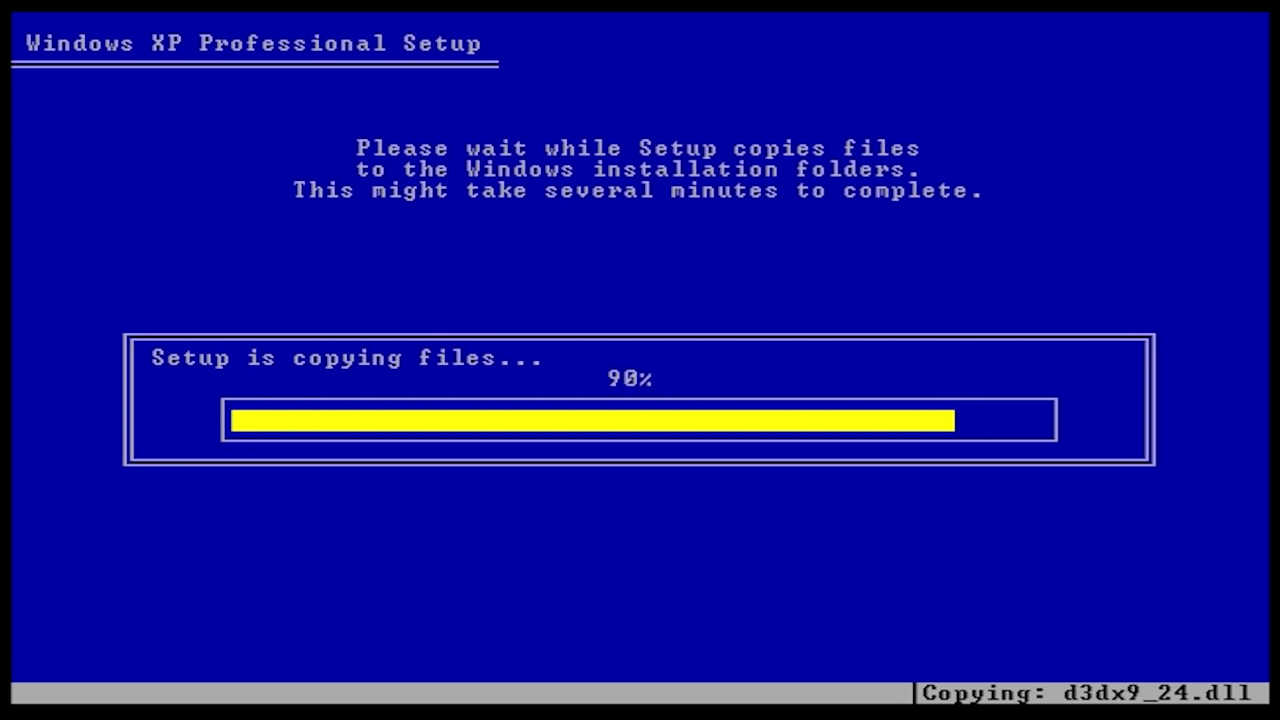 Windows XP Professional Setup
Please wait while Setup copies files
to the Windows installation folders.
This might take several minutes to complete.
Setup is copying files...
90%
Copying: d3dx9_24.dll